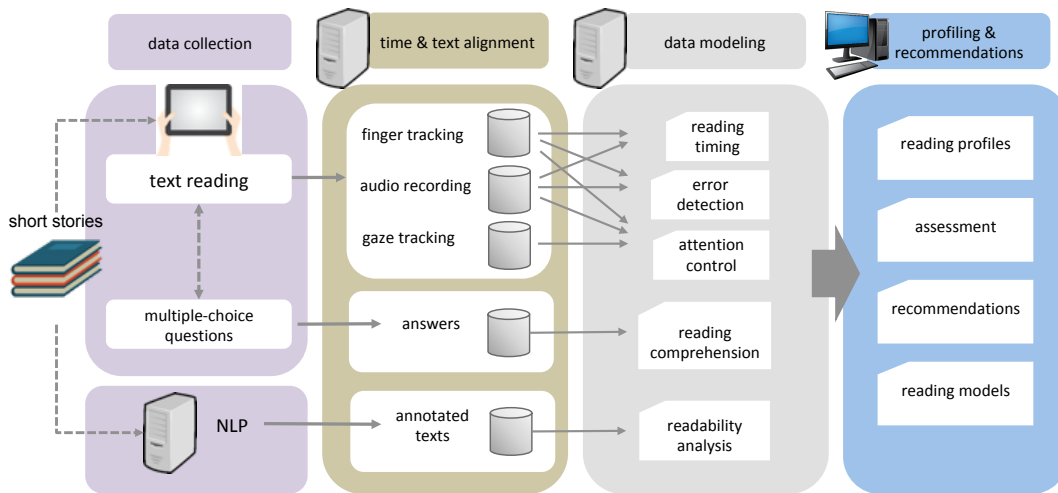 data collection
time & text alignment
data modeling
profiling &
recommendations
short stories
text reading
multiple-choice
questions
NLP
finger tracking
audio recording
gaze tracking
answers
annotated
texts
reading
timing
error
detection
attention
control
reading
comprehension
readability
analysis
reading profiles
assessment
recommendations
reading models